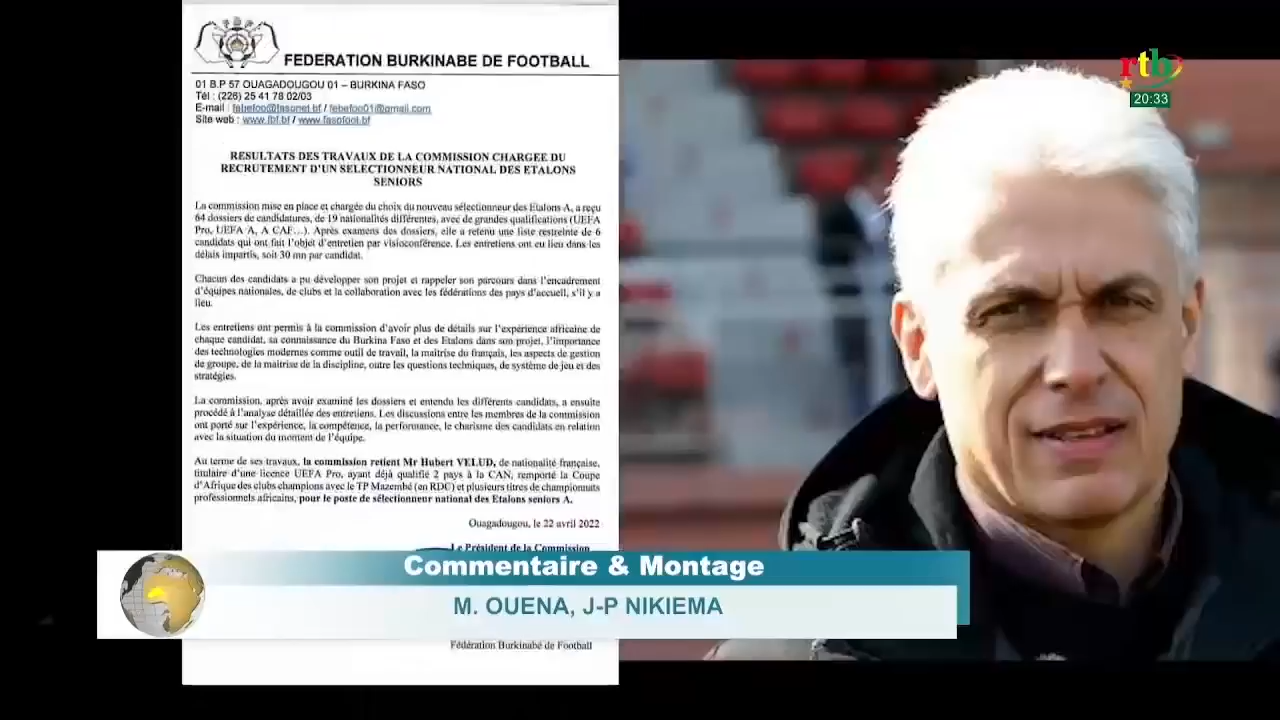 FEDERATION BURKINABE DE FOOTBALL
01 B.P 57 OUAGADOUGOU 01 – BURKINA FASO
Tél : (226) 25 41 78 02/03
E-mail : febefoo@fasonet.bf / febefoo01@gmail.com
Site web : www.fbf.bf / www.fasofoot.bf
RESULTATS DES TRAVAUX DE LA COMMISSION CHARGEE DU
RECRUTEMENT D'UN SELECTIONNEUR NATIONAL DES ETALONS
SENIORS
La commission mise en place et chargée du choix du nouveau sélectionneur des Etalons A, a reçu
64 dossiers de candidatures, de 19 nationalités différentes, avec de grandes qualifications (UEFA
Pro, UEFA A, A CAF…). Après examens des dossiers, elle a retenu une liste restreinte de 6
candidats qui ont fait l'objet d'entretien par visioconférence. Les entretiens ont eu lieu dans les
délais impartis, soit 30 mn par candidat.
Chacun des candidats a pu développer son projet et rappeler son parcours dans l'encadrement
d'équipes nationales, de clubs et la collaboration avec les fédérations des pays d'accueil, s'il y a
lieu.
Les entretiens ont permis à la commission d'avoir plus de détails sur l'expérience africaine de
chaque candidat, sa connaissance du Burkina Faso et des Etalons dans son projet, l'importance
des technologies modernes comme outil de travail, la maitrise du français, les aspects de gestion
de groupe, de la maitrise de la discipline, outre les questions techniques, de système de jeu et des
stratégies.
La commission, après avoir examiné les dossiers et entendu les différents candidats, a ensuite
procédé à l'analyse détaillée des entretiens. Les discussions entre les membres de la commission
ont porté sur l'expérience, la compétence, la performance, le charisme des candidats en relation
avec la situation du moment de l'équipe.
Au terme de ses travaux, la commission retient Mr Hubert VELUD, de nationalité française,
titulaire d'une licence UEFA Pro, ayant déjà qualifié 2 pays à la CAN, remporté la Coupe
d'Afrique des clubs champions avec le TP Mazembé (en RDC) et plusieurs titres de championnats
professionnels africains, pour le poste de sélectionneur national des Etalons seniors A.
Ouagadougou, le 22 avril 2022
Le Président de la Commission
Fédération Burkinabè de Football
rtb
20:33
Commentaire & Montage
M. OUENA, J-P NIKIEMA